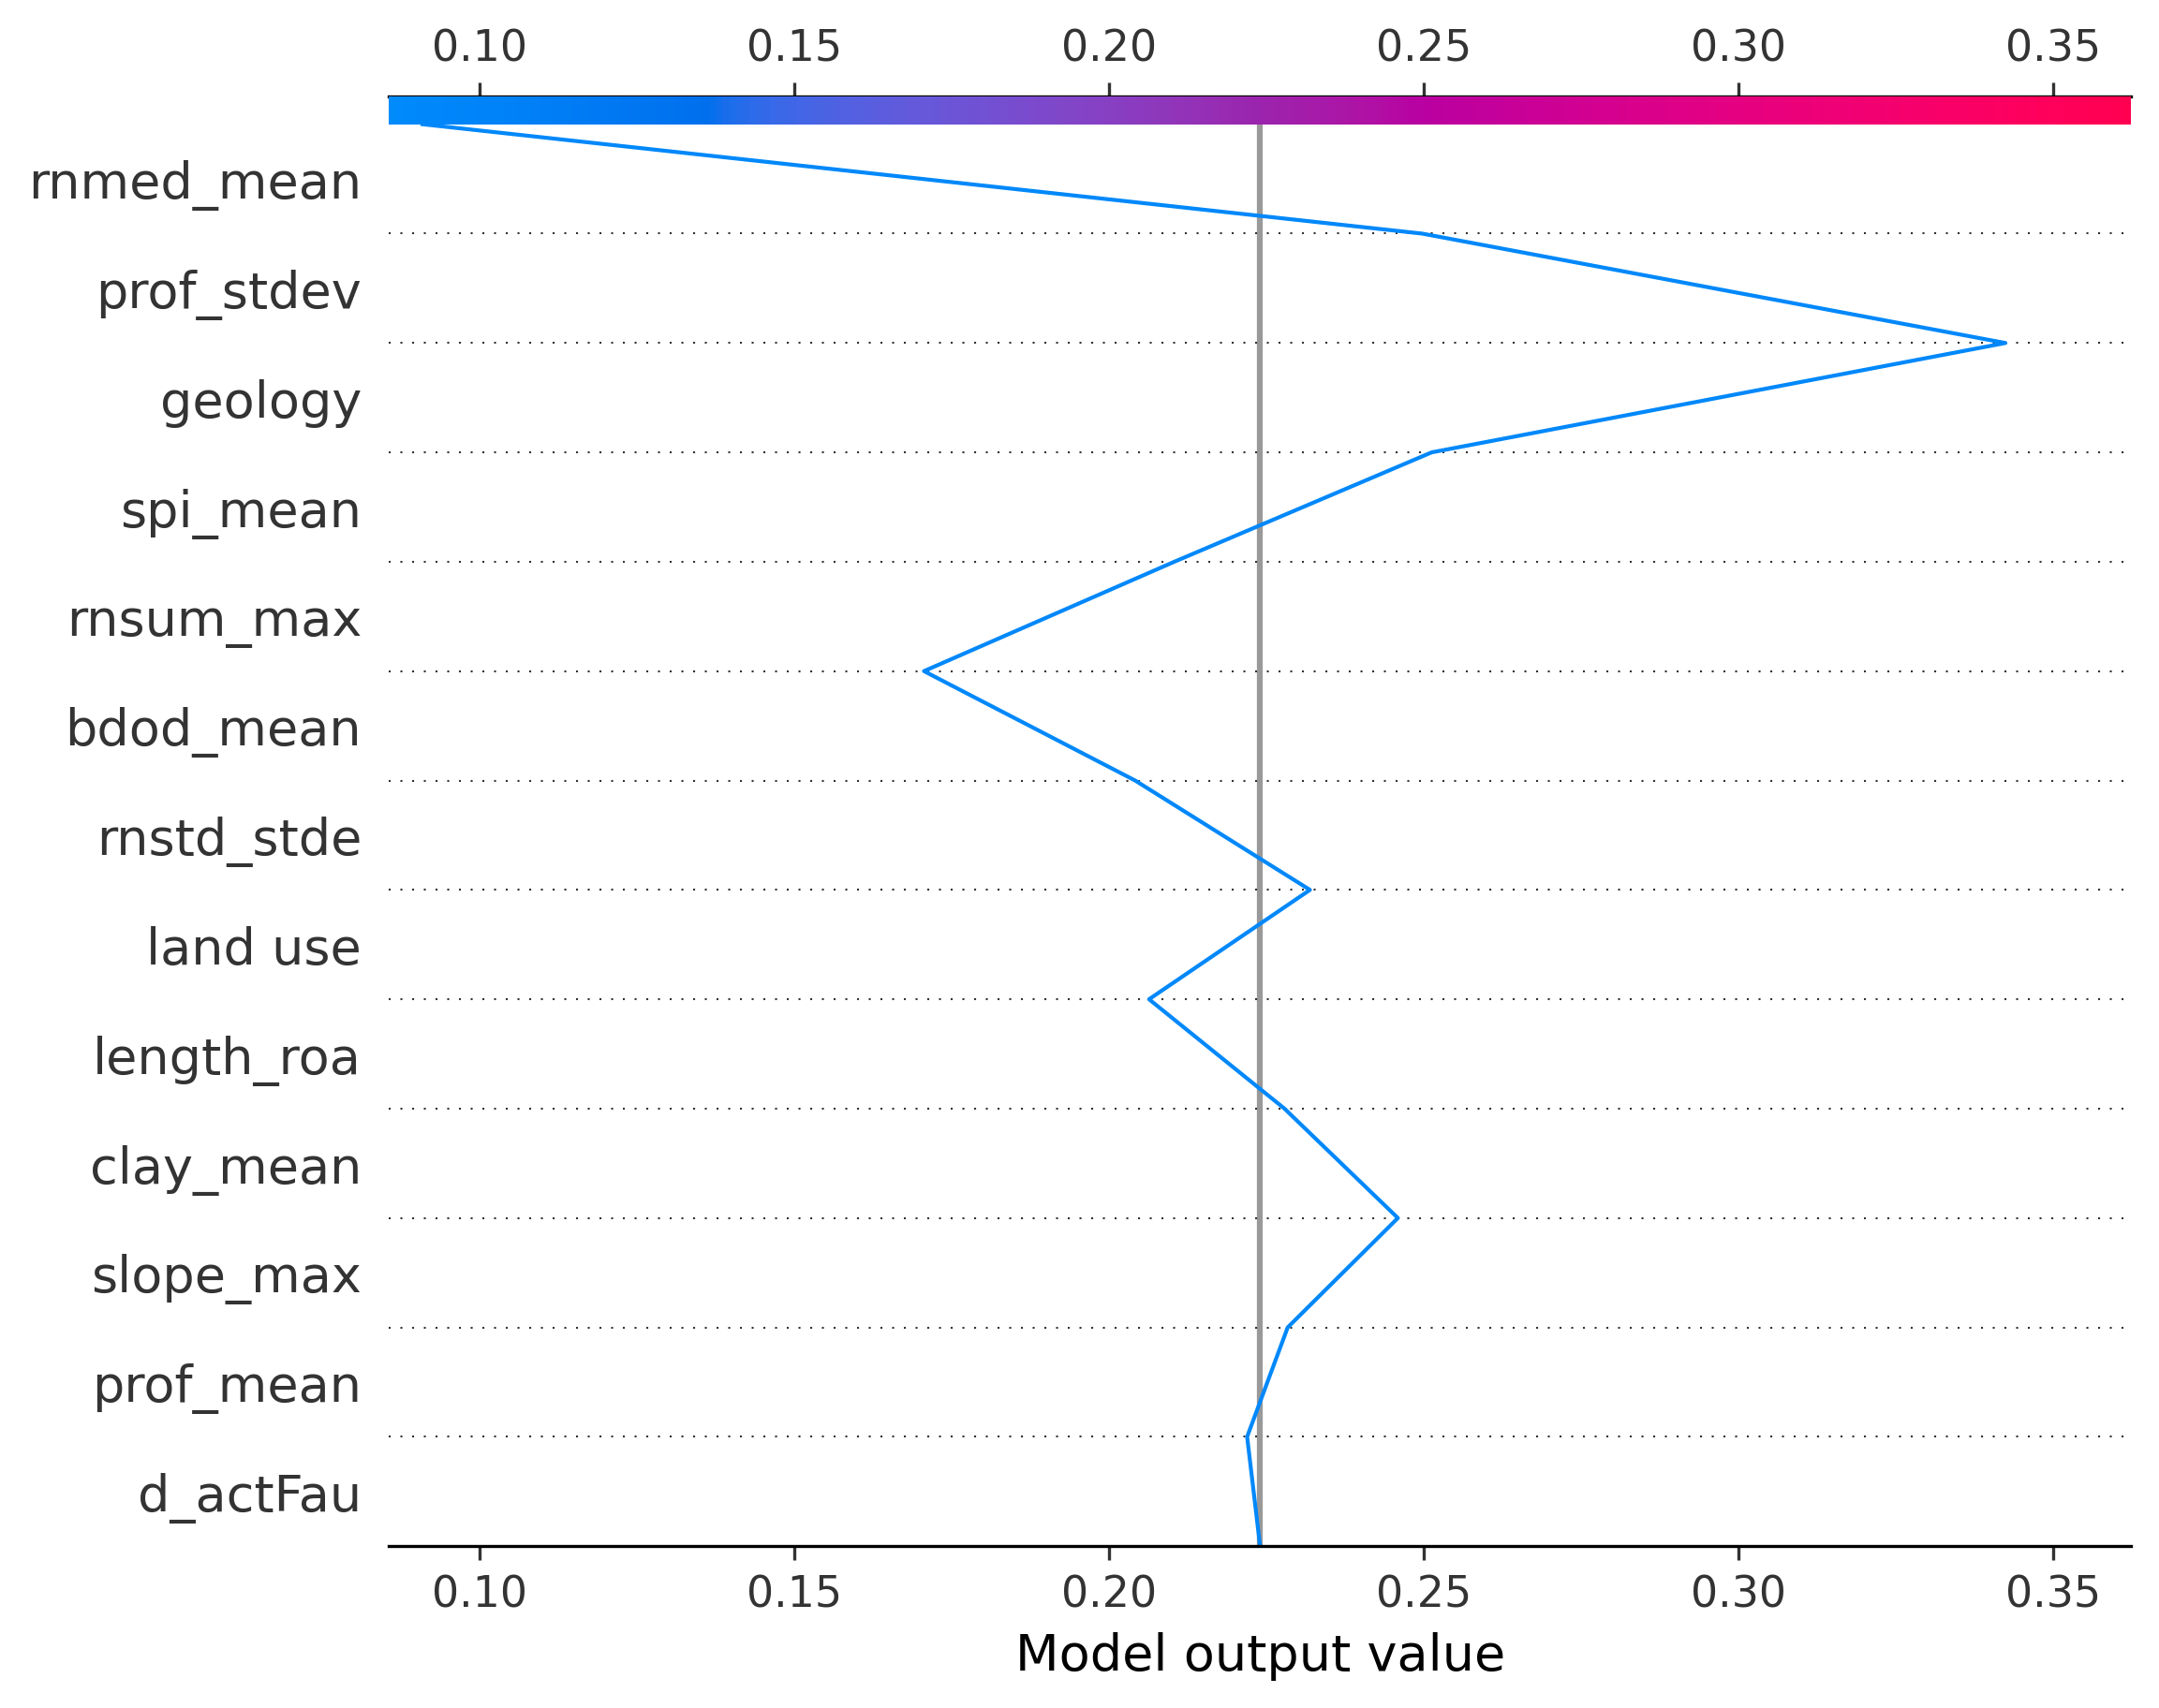 0.10 0.15 0.20 0.25 0.30 0.35
rnmed_mean
prof_stdev
geology
spi_mean
rnsum_max
bdod_mean
rnstd_stde
land use
length_roa
clay_mean
slope_max
prof_mean
d_actFau
0.10 0.15 0.20 0.25 0.30 0.35
Model output value